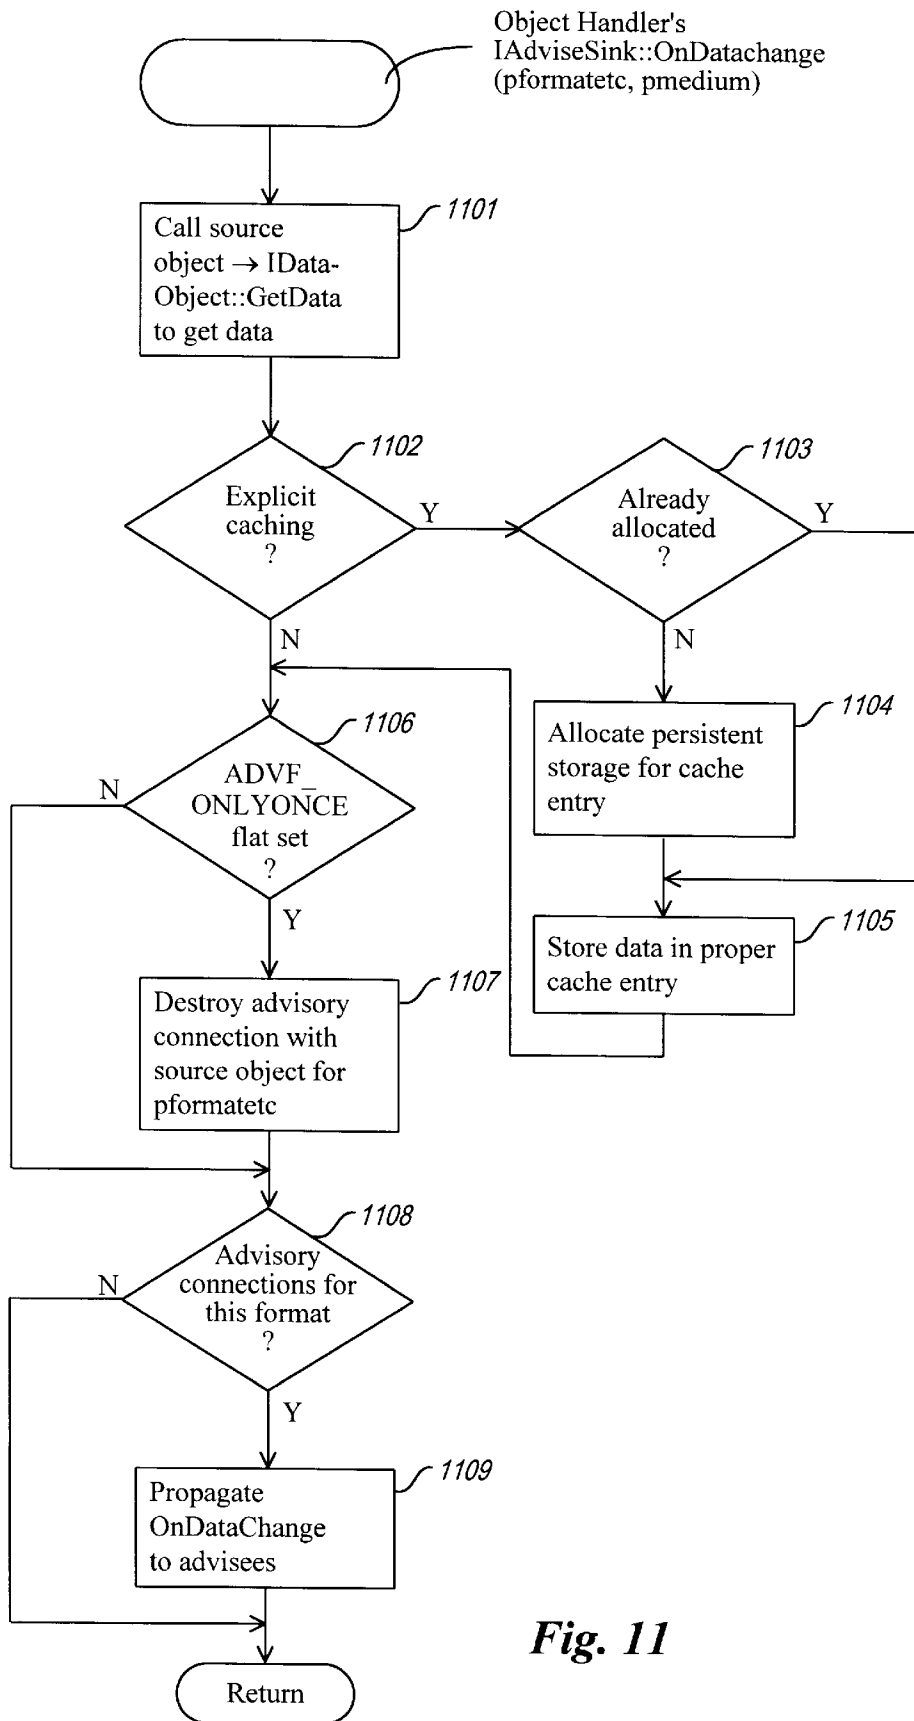 Object Handler's
IAdviseSink::OnDatachange
(pformatetc, pmedium)
1101
Call source
object → IData-
Object::GetData
to get data
1102
Explicit
caching
?
Y
N
1103
Already
allocated
?
Y
N
1104
Allocate persistent
storage for cache
entry
1105
Store data in proper
cache entry
1106
ADVF_
ONLYONCE
flat set
?
N
Y
1107
Destroy advisory
connection with
source object for
pformatetc
1108
Advisory
connections for
this format
?
N
Y
1109
Propagate
OnDataChange
to advisees
Return
Fig. 11